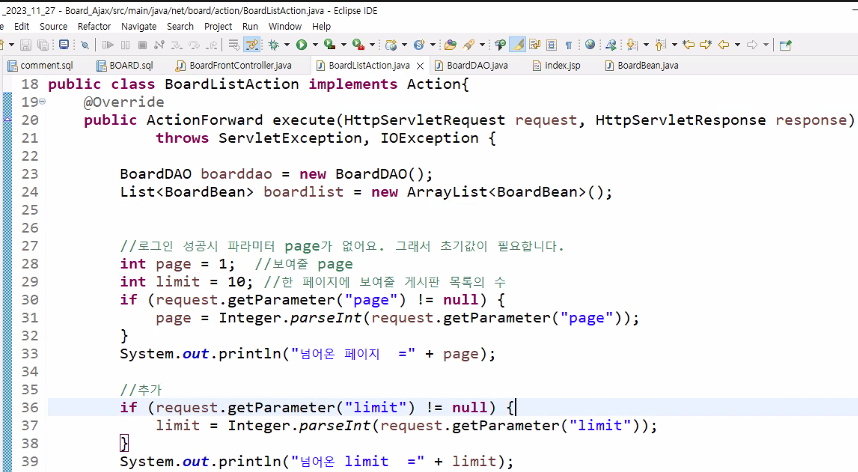 _2023_11_27 - Board_Ajax/src/main/java/net/board/action/BoardListAction.java - Eclipse IDE
Edit Source Refactor Navigate Search Project Run Window Help
comment.sql BOARD.sql BoardFrontController.java BoardListAction.java BoardDAO.java index.jsp BoardBean.java
18 public class BoardListAction implements Action{
19 @Override
20 public ActionForward execute(HttpServletRequest request, HttpServletResponse response)
21 throws ServletException, IOException {
22
23 BoardDAO boarddao = new BoardDAO();
24 List<BoardBean> boardlist = new ArrayList<BoardBean>();
25
26
27 //로그인 성공시 파라미터 page가 없어요. 그래서 초기값이 필요합니다.
28 int page = 1; //보여줄 page
29 int limit = 10; //한 페이지에 보여줄 게시판 목록의 수
30 if (request.getParameter("page") != null) {
31 page = Integer.parseInt(request.getParameter("page"));
32 }
33 System.out.println("넘어온 페이지 =" + page);
34
35 //추가
36 if (request.getParameter("limit") != null) {
37 limit = Integer.parseInt(request.getParameter("limit"));
38 }
39 System.out.println("넘어온 limit =" + limit);